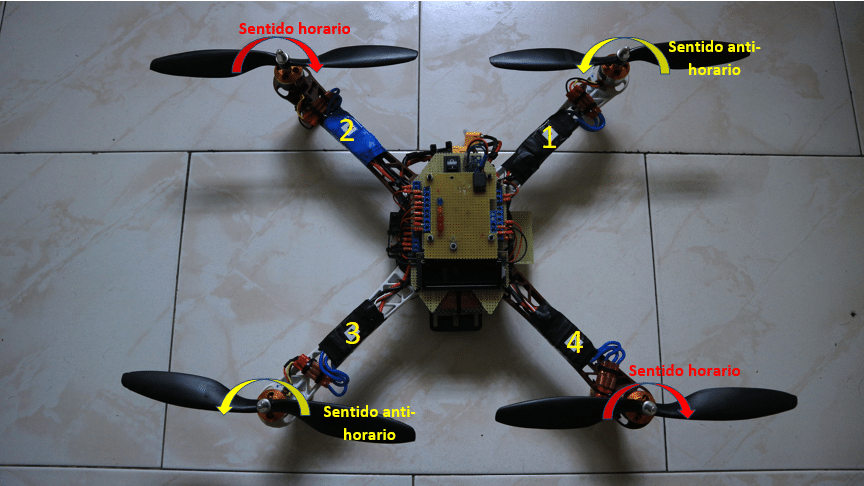 Sentido horario
Sentido anti-
horario
2
1
3
4
Sentido horario
Sentido anti-
horario